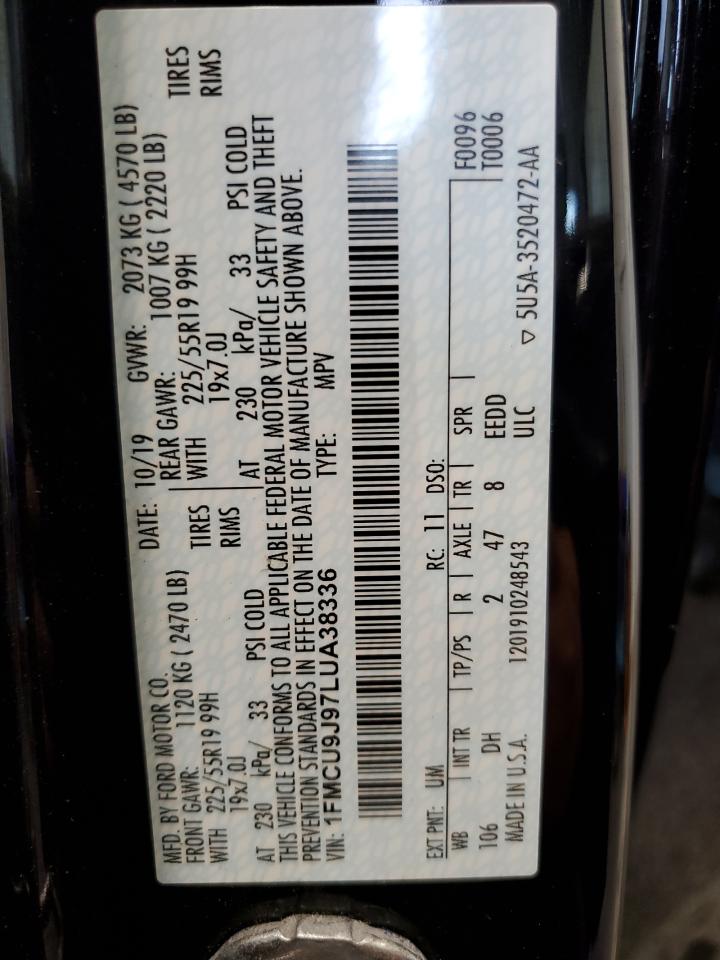 MFD. BY FORD MOTOR CO. DATE: 10/19 GVWR: 2073 KG ( 4570 LB)
FRONT GAWR: 1120 KG ( 2470 LB) REAR GAWR: 1007 KG ( 2220 LB)
WITH 225/55R19 99H TIRES WITH 225/55R19 99H TIRES
19x7.0J RIMS 19x7.0J RIMS
AT 230 kPa/ 33 PSI COLD AT 230 kPa/ 33 PSI COLD
THIS VEHICLE CONFORMS TO ALL APPLICABLE FEDERAL MOTOR VEHICLE SAFETY AND THEFT
PREVENTION STANDARDS IN EFFECT ON THE DATE OF MANUFACTURE SHOWN ABOVE.
VIN: 1FMCU9J97LUA38336 TYPE: MPV
EXT PNT: UM RC: 11 DSO: F0096
WB INT TR TP/PS R AXLE TR SPR T0006
106 DH 2 47 8 EEDD
MADE IN U.S.A. 1201910248543 ULC ▽ 5U5A-3520472-AA